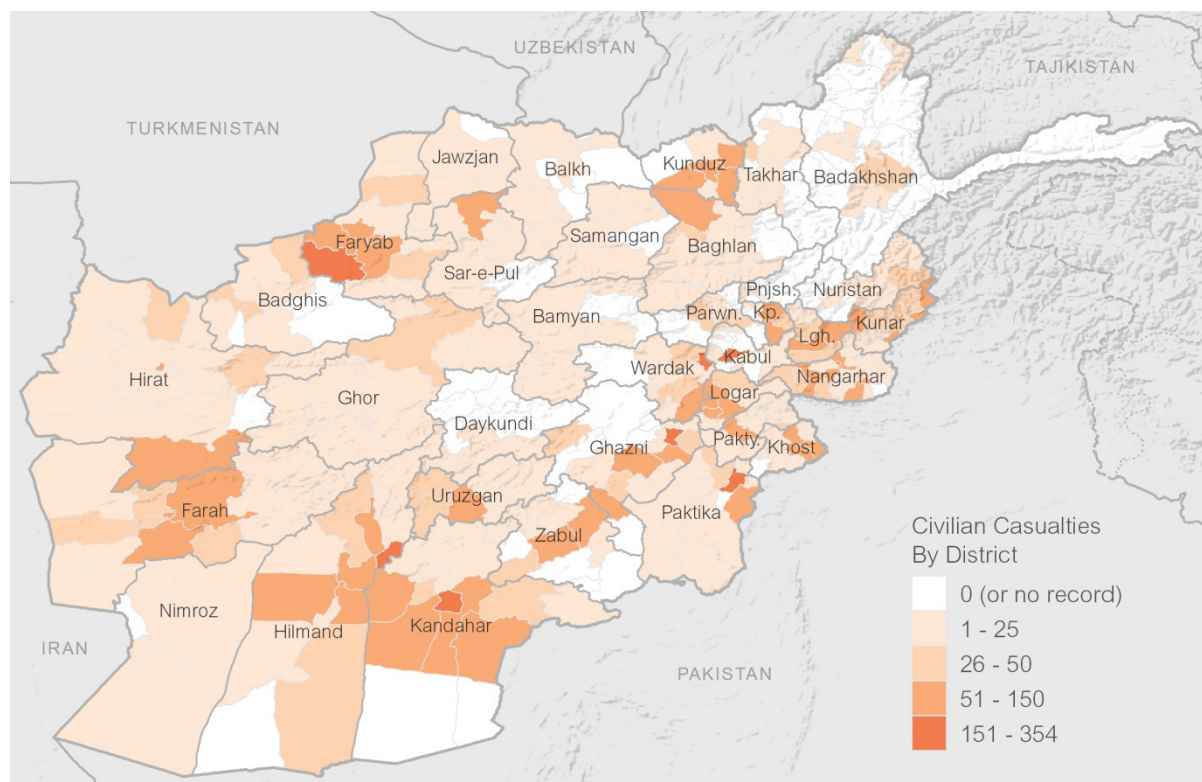 UZBEKISTAN
TAJIKISTAN
TURKMENISTAN
Jawzjan
Balkh
Kunduz
Takhar
Badakhshan
Faryab
Samangan
Baghlan
Sar-e-Pul
Badghis
Pnjsh.
Nuristan
Bamyan
Parwn.
Kp.
Kunar
Lgh.
Kabul
Wardak
Hirat
Nangarhar
Ghor
Logar
Daykundi
Ghazni
Pakty.
Khost
Uruzgan
Farah
Paktika
Zabul
Nimroz
Hilmand
Kandahar
IRAN
PAKISTAN
Civilian Casualties
By District
0 (or no record)
1 - 25
26 - 50
51 - 150
151 - 354